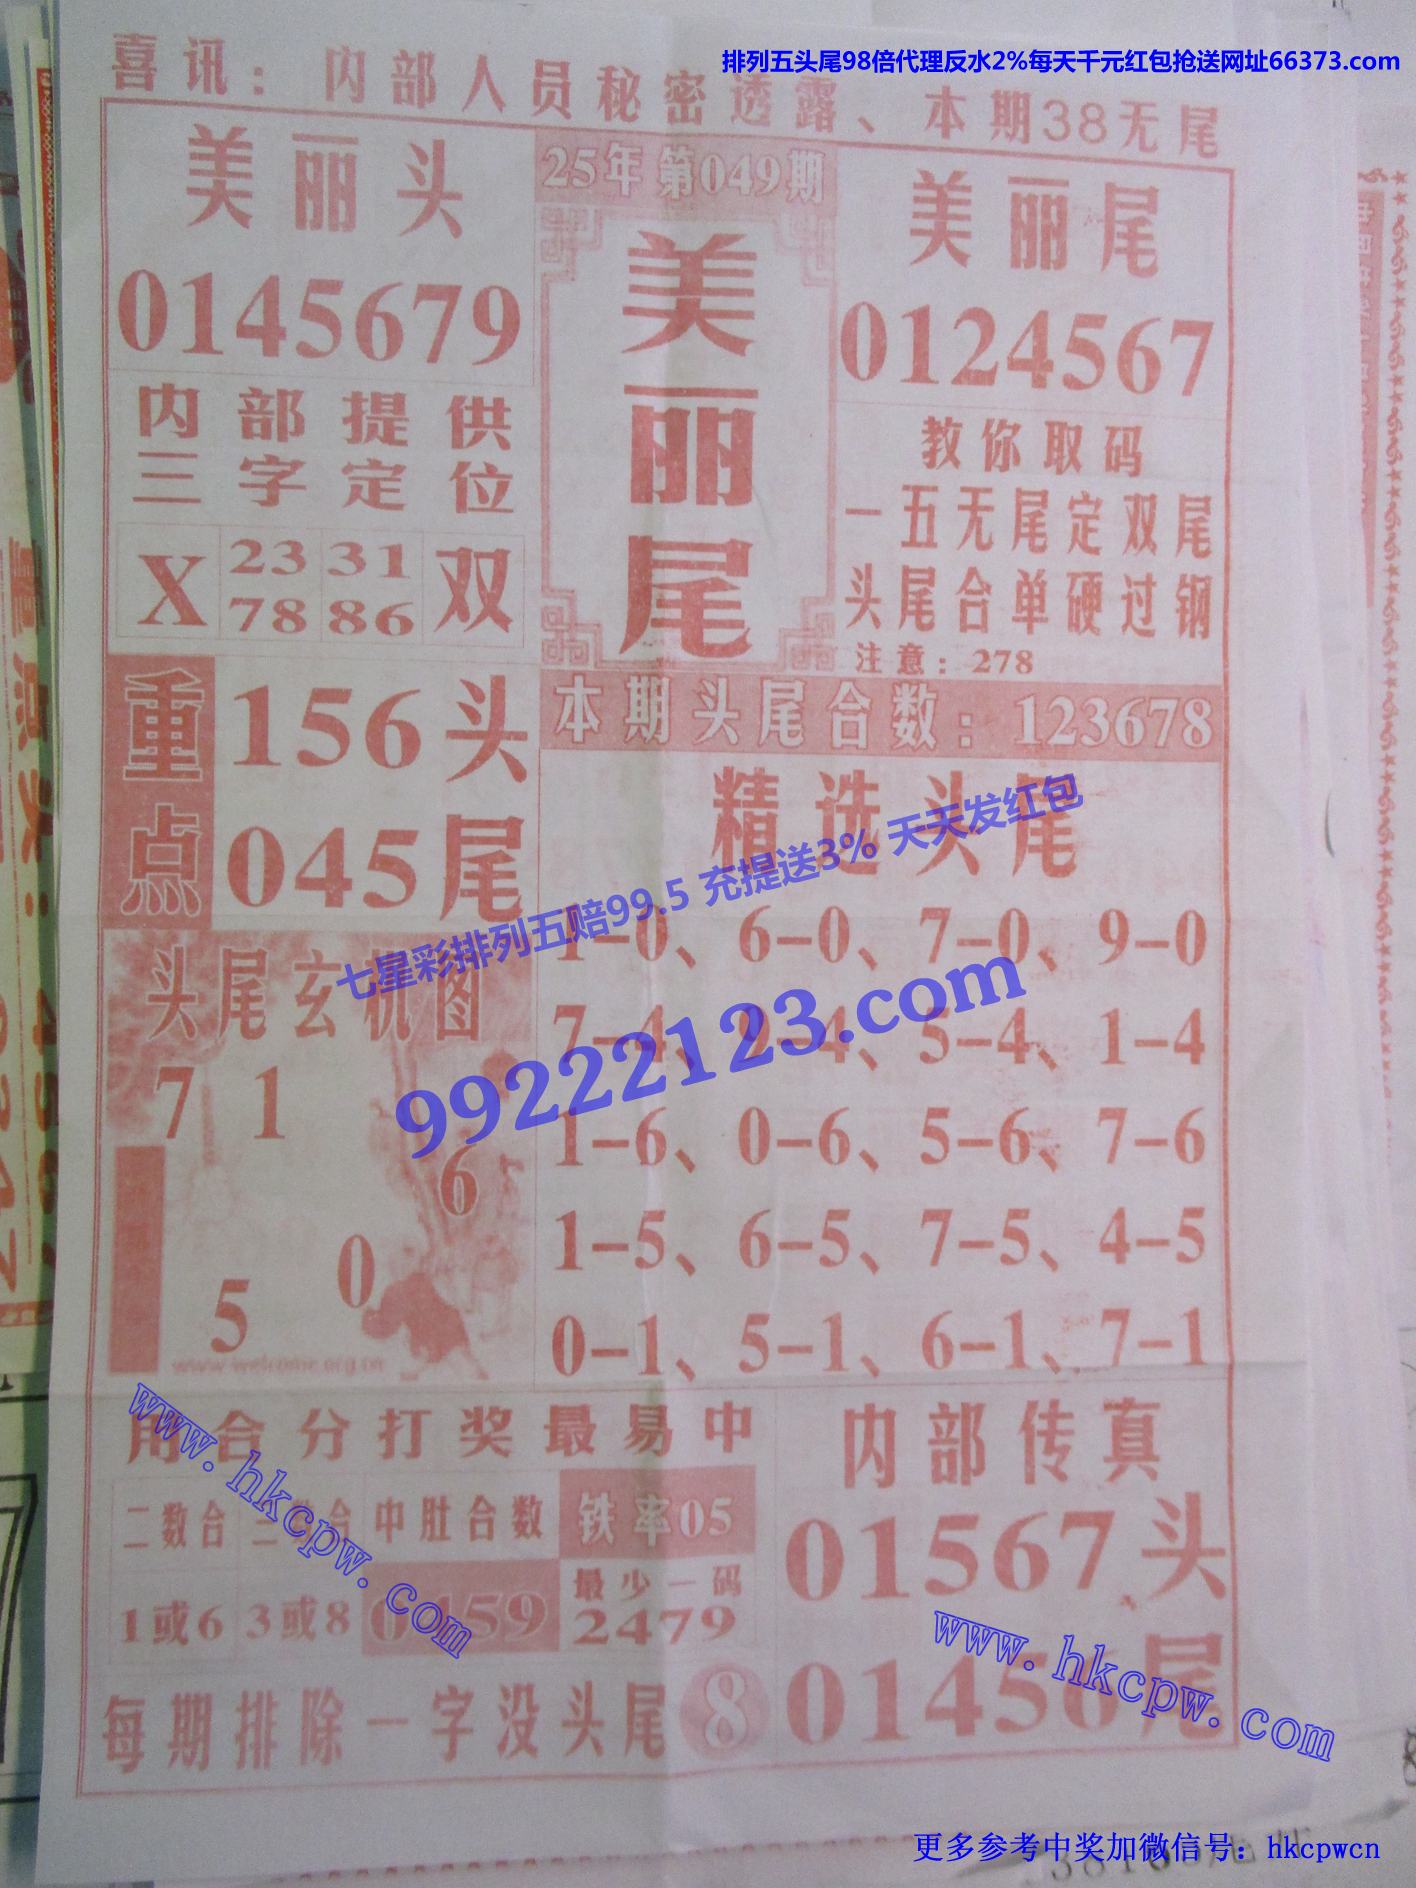 排列五头尾98倍代理反水2%每天千元红包抢送网址66373.com
喜讯：内部人员秘密透露、本期38无尾
美丽头
0145679
内部提供
三字定位
X 23 31 双
78 86
25年 第049期
美丽尾
美丽尾
0124567
教你取码
一五无尾定双尾
头尾合单硬过钢
注意：278
重点
156头
045尾
本期头尾合数：123678
精选头尾
1-0、6-0、7-0、9-0
7-4、0-4、5-4、1-4
1-6、0-6、5-6、7-6
1-5、6-5、7-5、4-5
0-1、5-1、6-1、7-1
七星彩排列五赔99.5 充提送3% 天天发红包
99222123.com
头尾玄机图
7 1
6
0
5
www.welcome.org.cn
用合分打奖最易中
二数合 三数合 中肚合数 铁率05
1或6 3或8 0459 最少一码
2479
每期排除一字没头尾 8
内部传真
01567头
01456尾
www.hkcpw.com
www.hkcpw.com
更多参考中奖加微信号：hkcpwcn